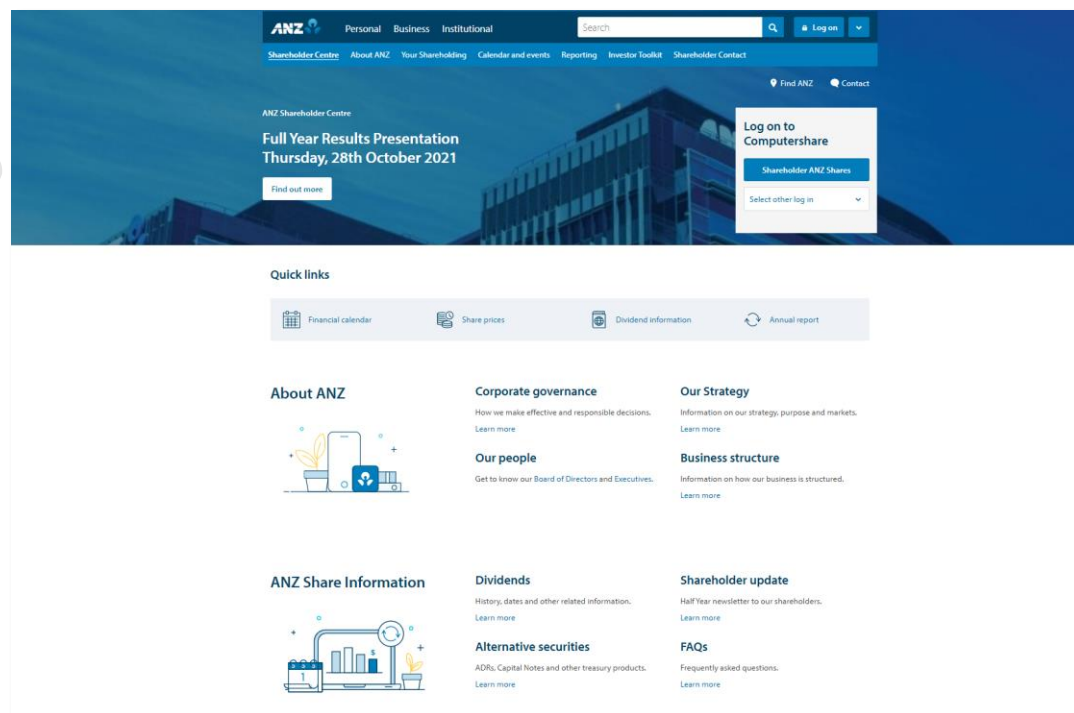 ANZ
Personal Business Institutional
Search
Log on
Shareholder Centre About ANZ Your Shareholding Calendar and events Reporting Investor Toolkit Shareholder Contact
Find ANZ Contact
ANZ Shareholder Centre
Full Year Results Presentation
Thursday, 28th October 2021
Find out more
Log on to
Computershare
Shareholder ANZ Shares
Select other log in
Quick links
Financial calendar Share prices Dividend information Annual report
About ANZ
Corporate governance
How we make effective and responsible decisions.
Learn more
Our Strategy
Information on our strategy, purpose and markets.
Learn more
Our people
Get to know our Board of Directors and Executives.
Business structure
Information on how our business is structured.
Learn more
ANZ Share Information
1
$
Dividends
History, dates and other related information.
Learn more
Shareholder update
Half Year newsletter to our shareholders.
Learn more
Alternative securities
ADRs, Capital Notes and other treasury products.
Learn more
FAQs
Frequently asked questions.
Learn more